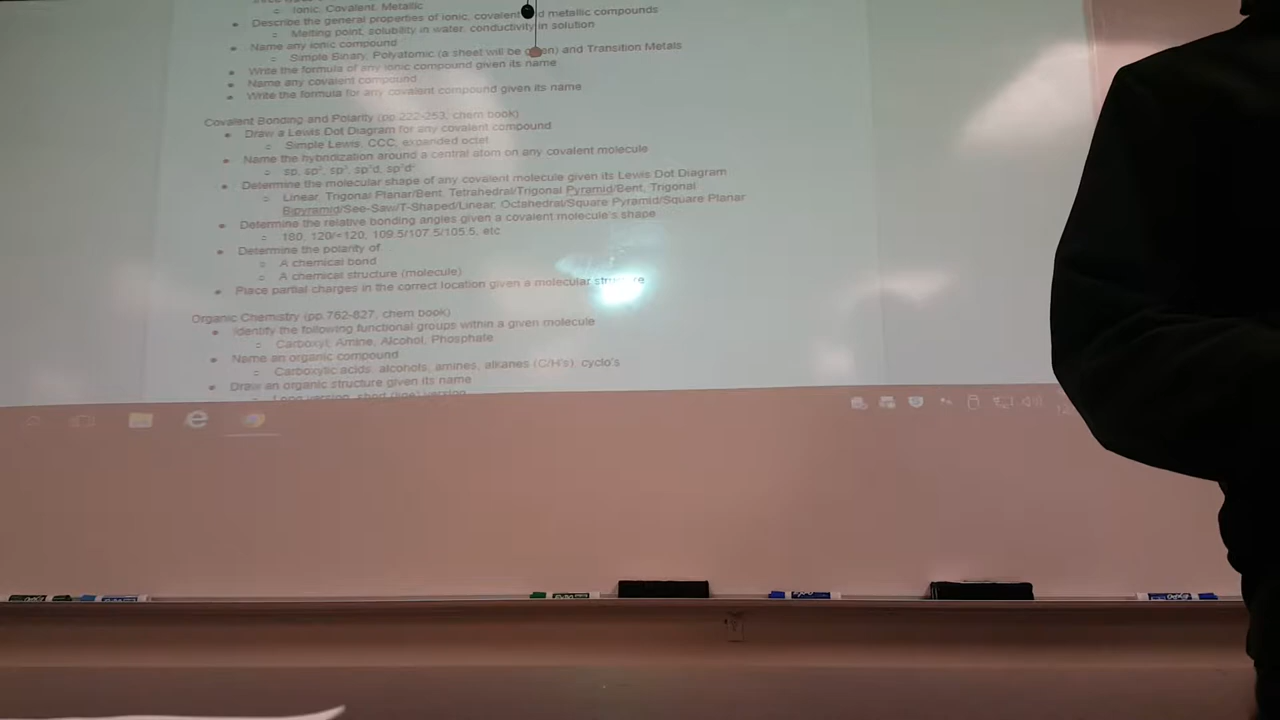 Ionic, Covalent, Metallic
Describe the general properties of ionic, covalent and metallic compounds
Melting point, solubility in water, conductivity in solution
Name any ionic compound
Simple Binary, Polyatomic (a sheet will be given) and Transition Metals
Write the formula of any ionic compound given its name
Name any covalent compound
Write the formula for any covalent compound given its name
Covalent Bonding and Polarity (pp.222-253, chem book)
Draw a Lewis Dot Diagram for any covalent compound
Simple Lewis, CCC, expanded octet
Name the hybridization around a central atom on any covalent molecule
sp, sp², sp³, sp³d, sp³d²
Determine the molecular shape of any covalent molecule given its Lewis Dot Diagram
Linear, Trigonal Planar/Bent, Tetrahedral/Trigonal Pyramid/Bent, Trigonal
Bipyramid/See-Saw/T-Shaped/Linear, Octahedral/Square Pyramid/Square Planar
Determine the relative bonding angles given a covalent molecule's shape
180, 120/<120, 109.5/107.5/105.5, etc
Determine the polarity of
A chemical bond
A chemical structure (molecule)
Place partial charges in the correct location given a molecular structure
Organic Chemistry (pp.762-827, chem book)
Identify the following functional groups within a given molecule
Carboxyl, Amine, Alcohol, Phosphate
Name an organic compound
Carboxylic acids, alcohols, amines, alkanes (C/H's), cyclo's
Draw an organic structure given its name
Long version, short (line) version